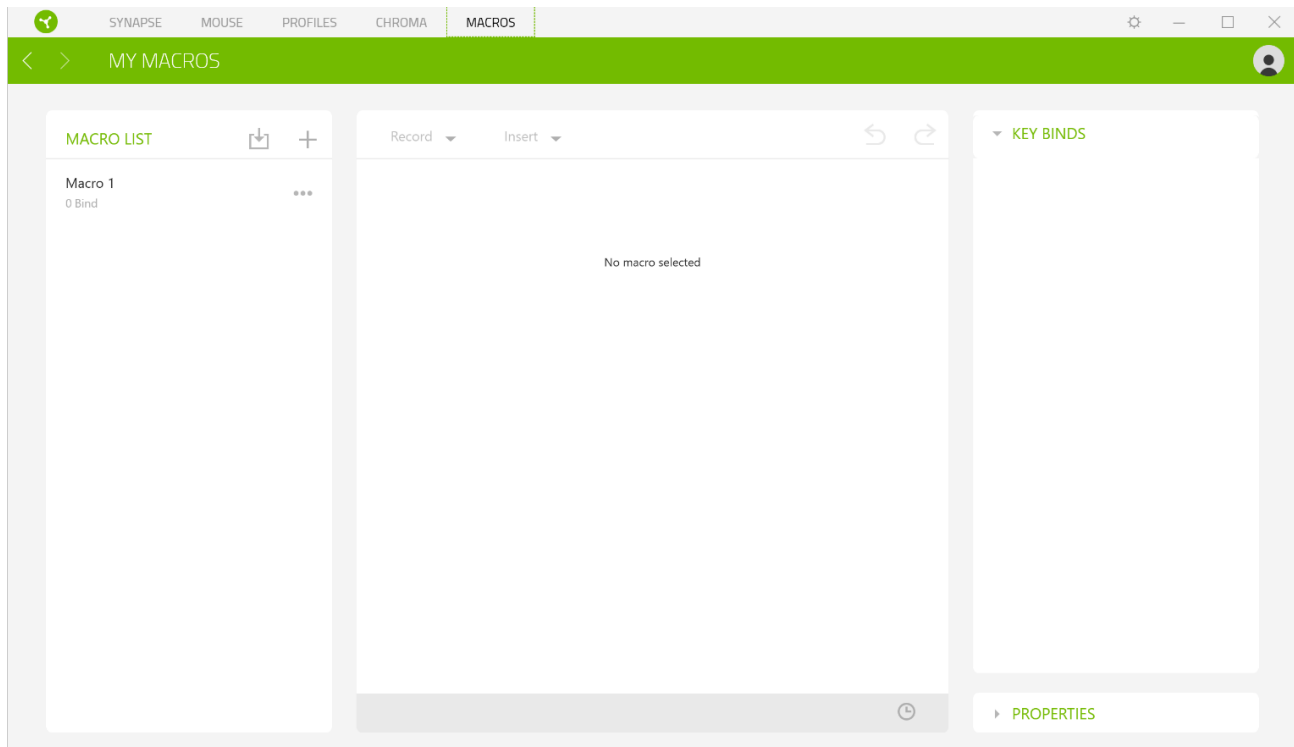 SYNAPSE MOUSE PROFILES CHROMA MACROS
MY MACROS
MACRO LIST
Macro 1
0 Bind
Record Insert
No macro selected
KEY BINDS
PROPERTIES